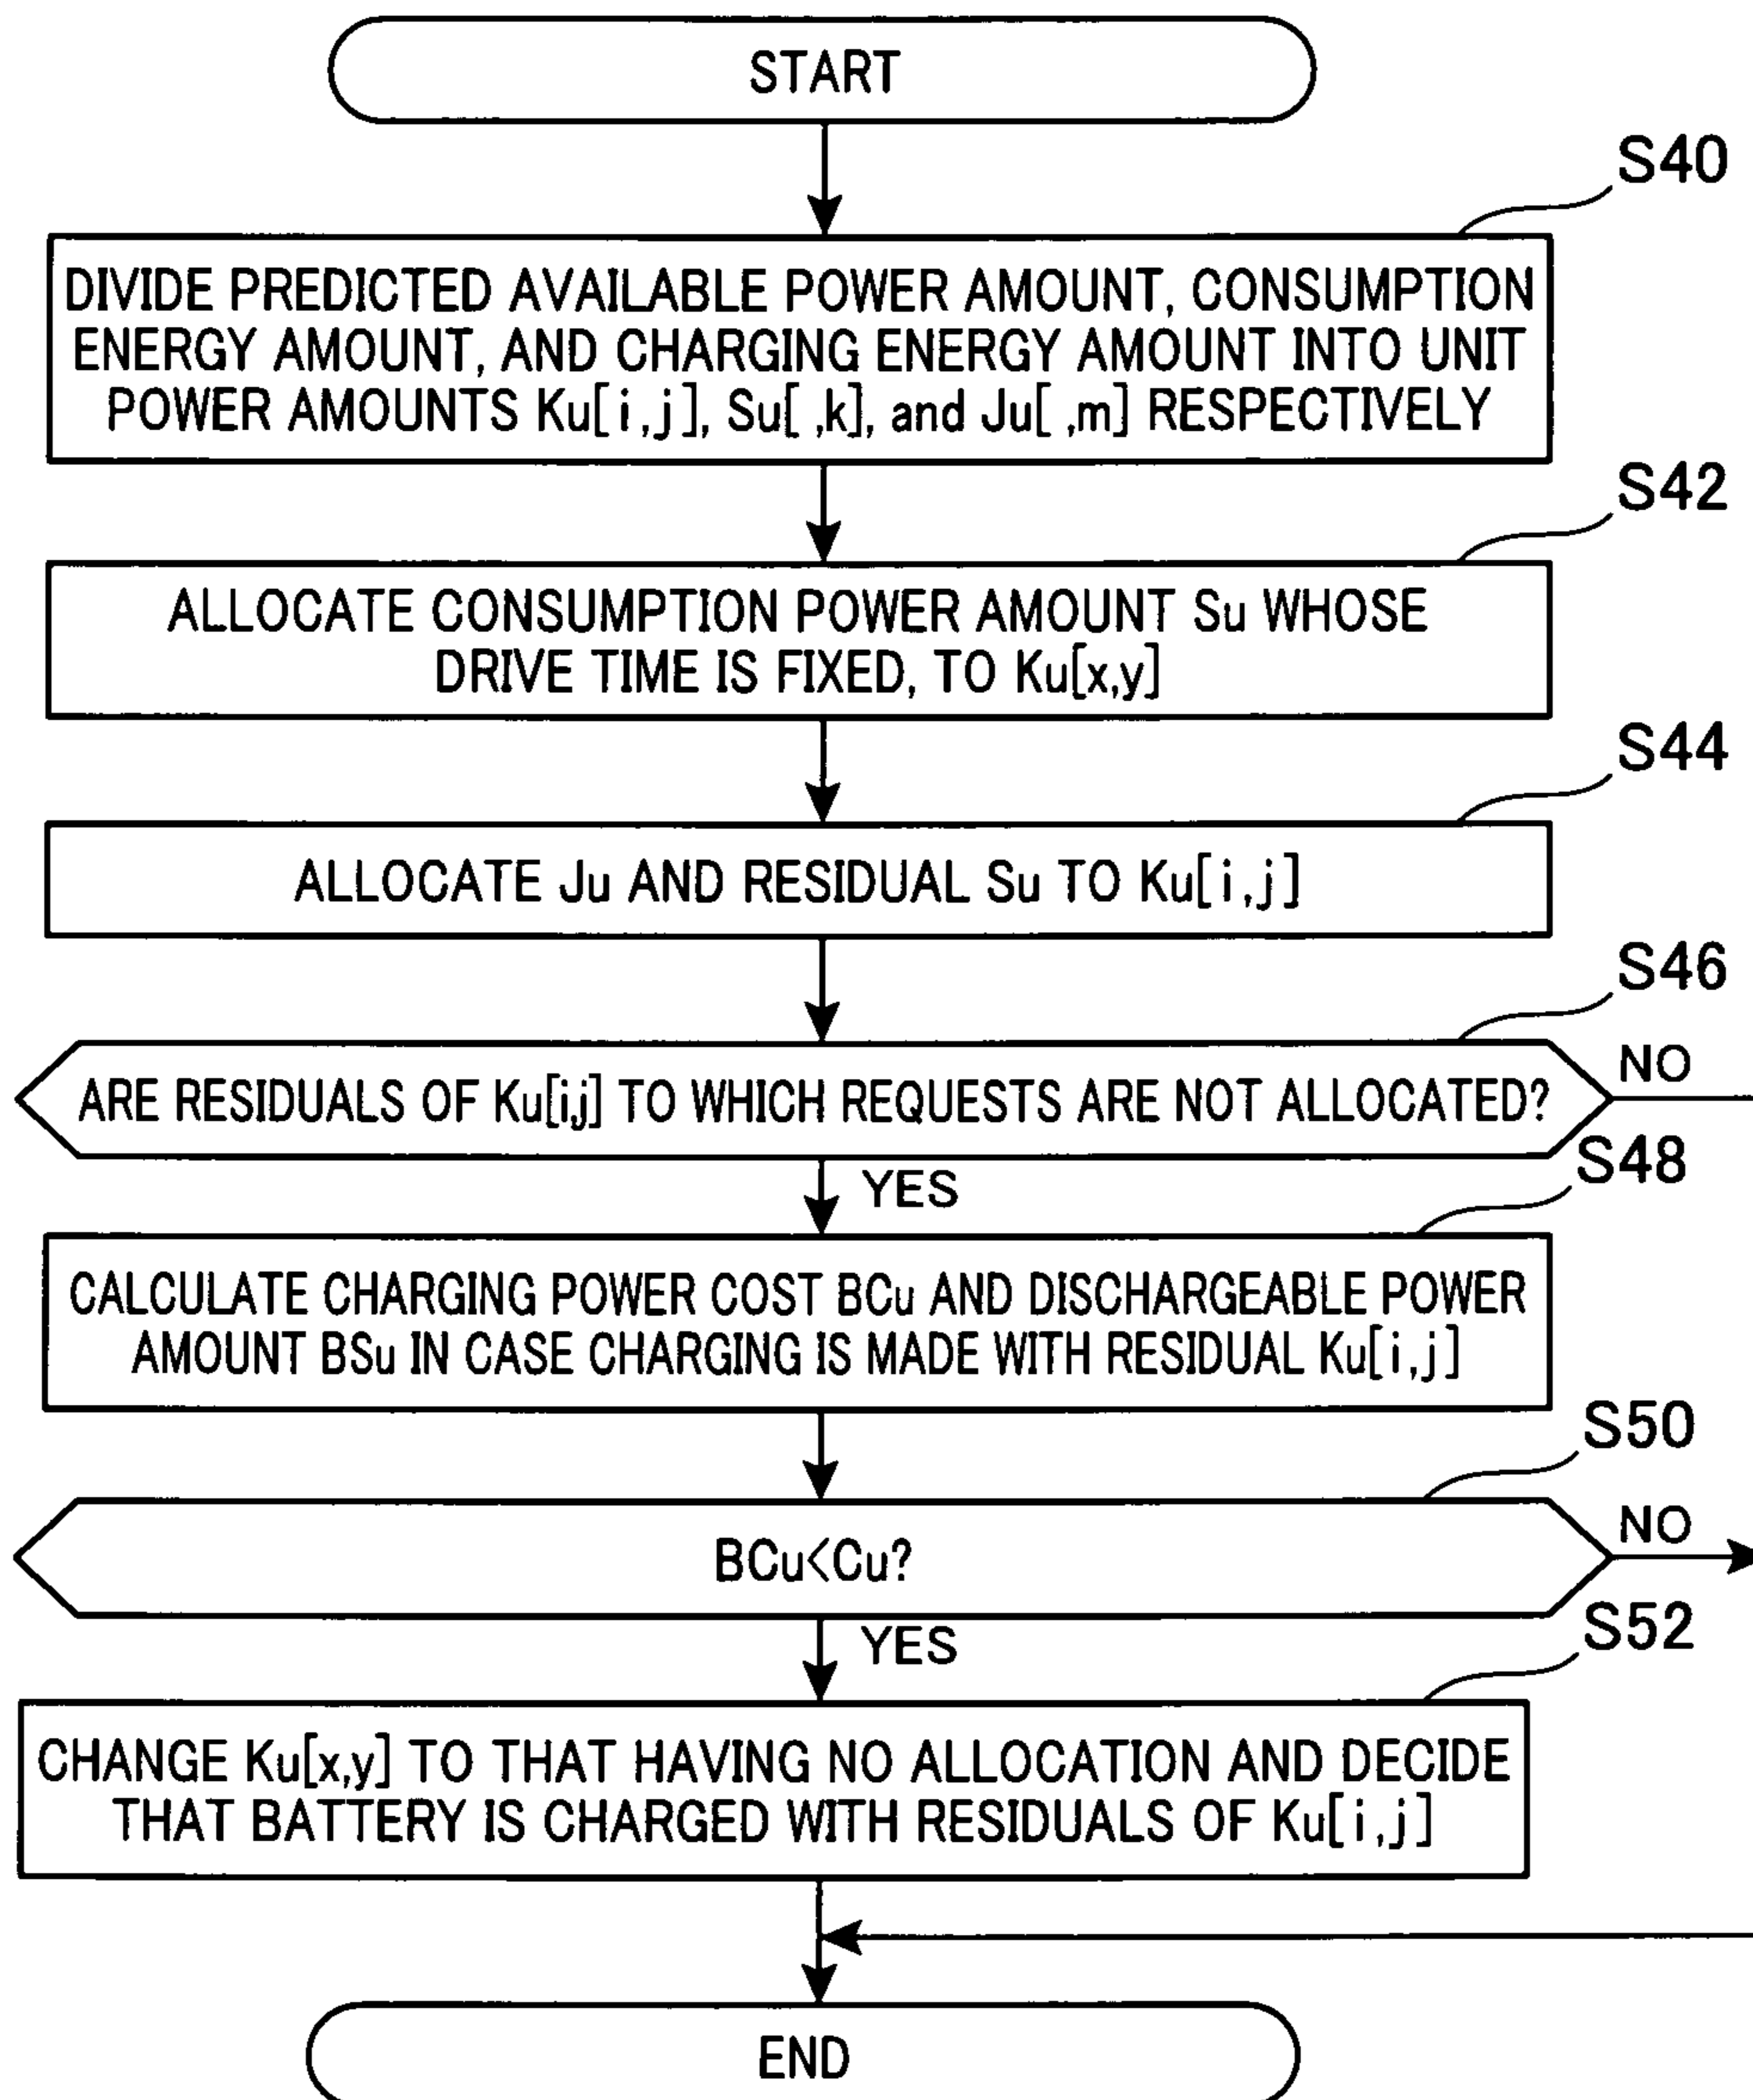 START
S40
DIVIDE PREDICTED AVAILABLE POWER AMOUNT, CONSUMPTION
ENERGY AMOUNT, AND CHARGING ENERGY AMOUNT INTO UNIT
POWER AMOUNTS Ku[i,j], Su[ ,k], and Ju[ ,m] RESPECTIVELY
S42
ALLOCATE CONSUMPTION POWER AMOUNT Su WHOSE
DRIVE TIME IS FIXED, TO Ku[x,y]
S44
ALLOCATE Ju AND RESIDUAL Su TO Ku[i,j]
S46
ARE RESIDUALS OF Ku[i,j] TO WHICH REQUESTS ARE NOT ALLOCATED?
NO
YES
S48
CALCULATE CHARGING POWER COST BCu AND DISCHARGEABLE POWER
AMOUNT BSu IN CASE CHARGING IS MADE WITH RESIDUAL Ku[i,j]
S50
BCu<Cu?
NO
YES
S52
CHANGE Ku[x,y] TO THAT HAVING NO ALLOCATION AND DECIDE
THAT BATTERY IS CHARGED WITH RESIDUALS OF Ku[i,j]
END